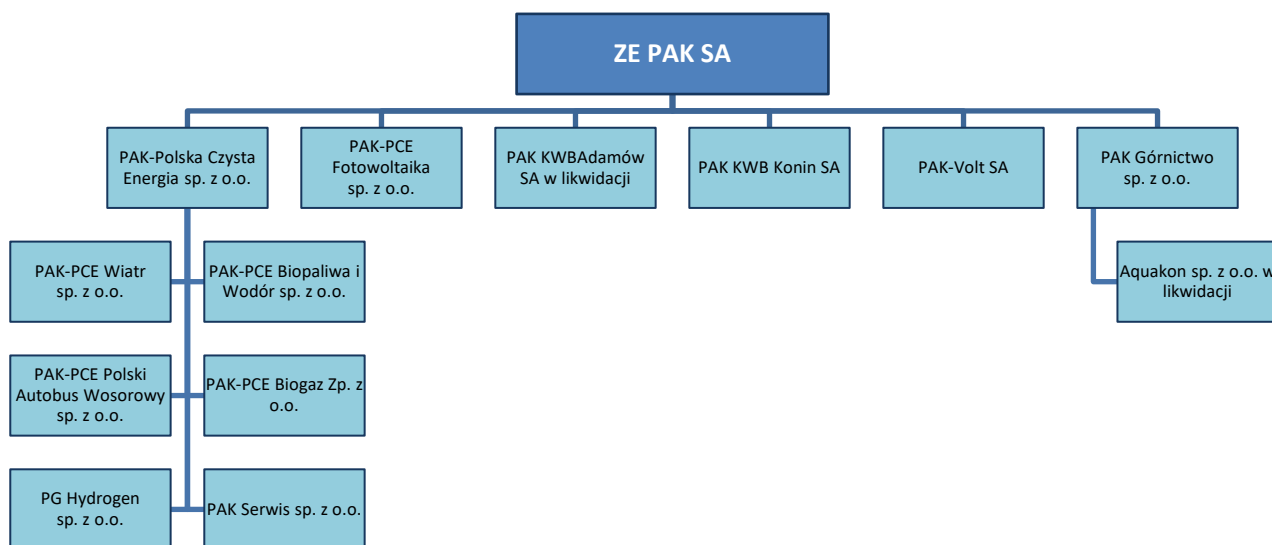 ZE PAK SA
PAK-Polska Czysta
Energia sp. z o.o.
PAK-PCE
Fotowoltaika
sp. z o.o.
PAK KWBAdamów
SA w likwidacji
PAK KWB Konin SA
PAK-Volt SA
PAK Górnictwo
sp. z o.o.
PAK-PCE Wiatr
sp. z o.o.
PAK-PCE Biopaliwa i
Wodór sp. z o.o.
Aquakon sp. z o.o. w
likwidacji
PAK-PCE Polski
Autobus Wosorowy
sp. z o.o.
PAK-PCE Biogaz Zp. z
o.o.
PG Hydrogen
sp. z o.o.
PAK Serwis sp. z o.o.